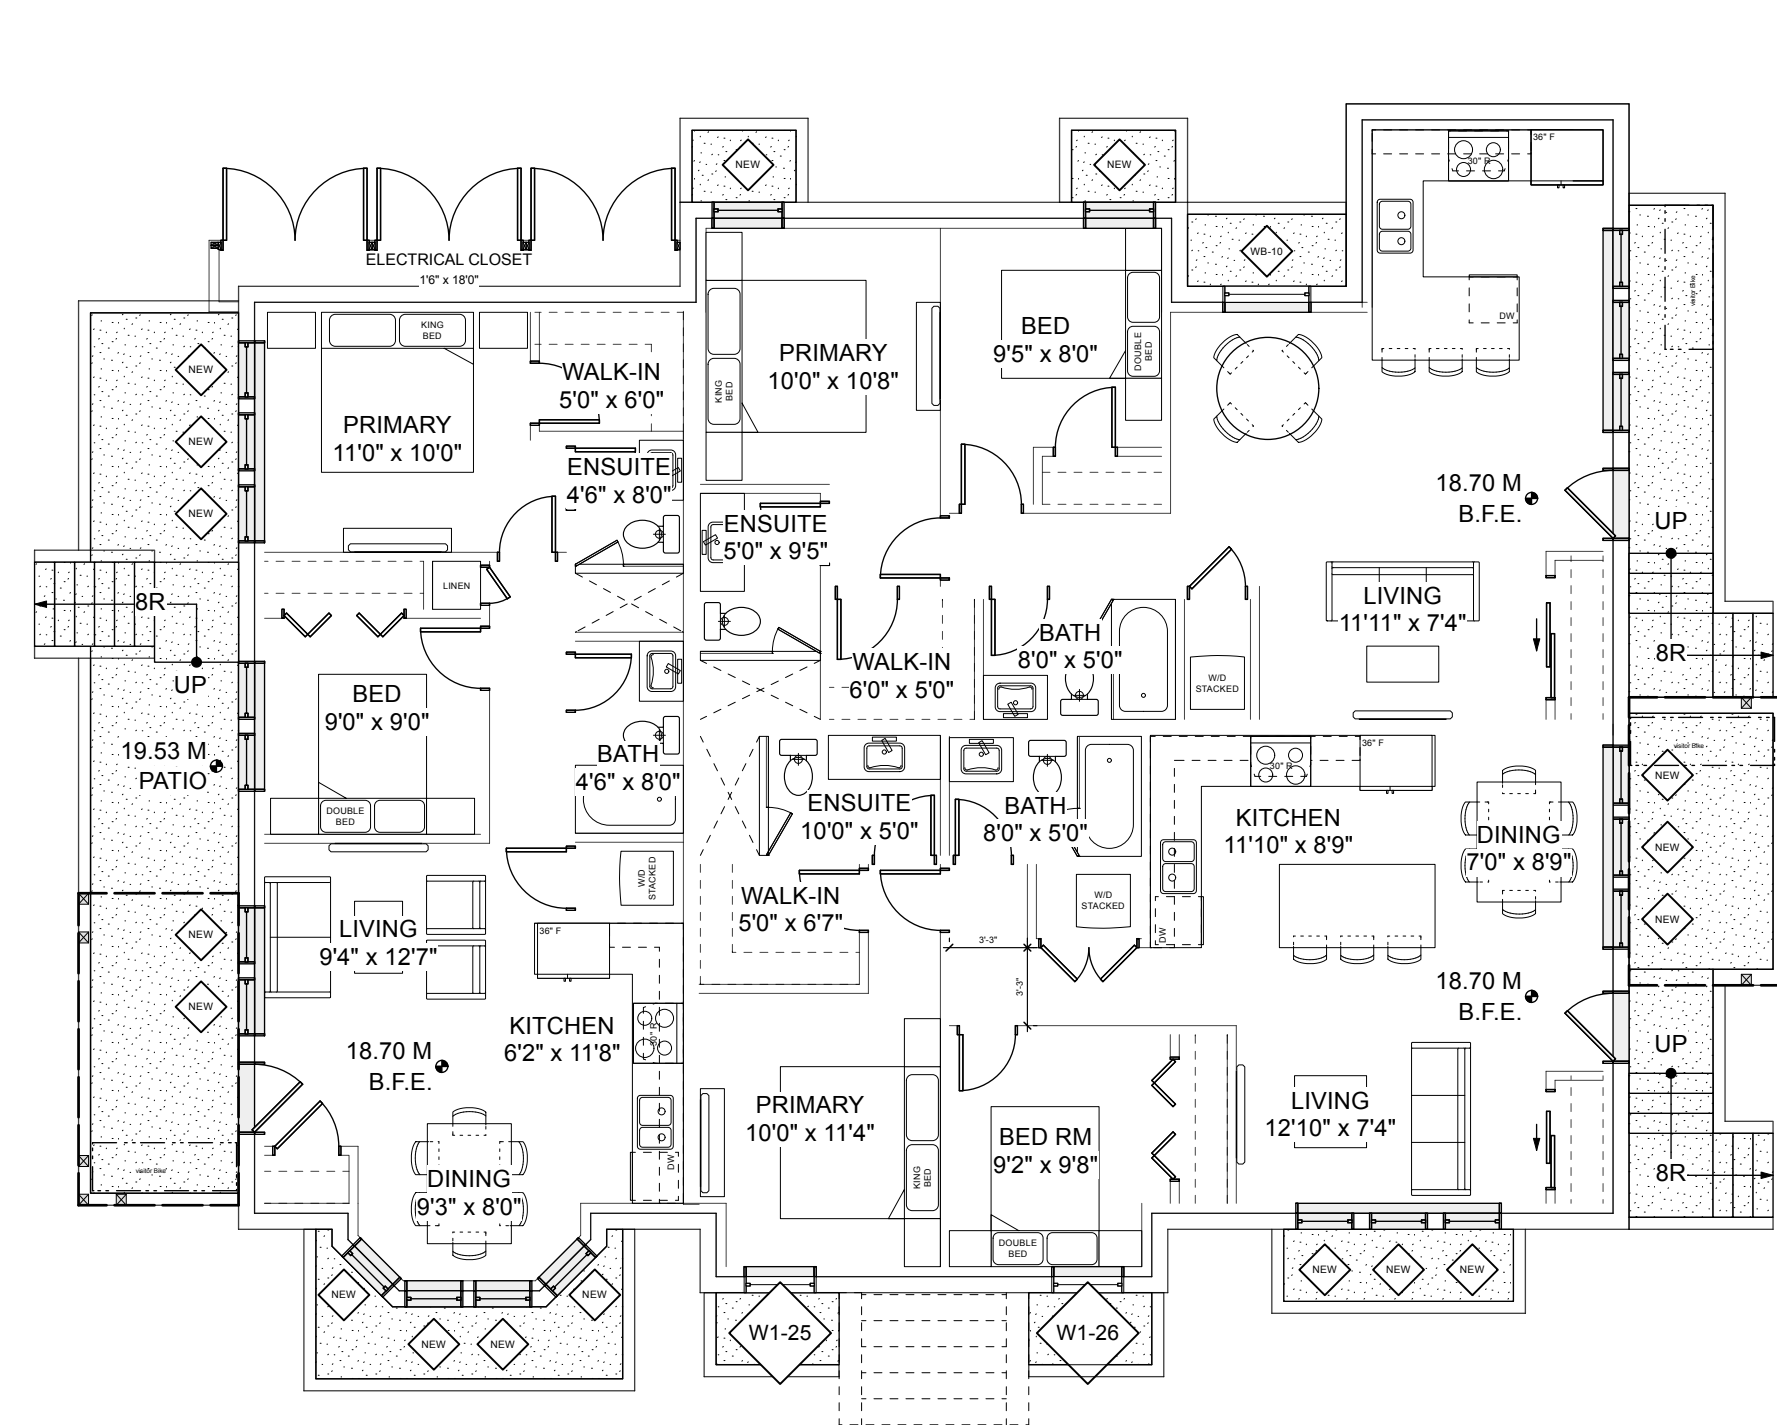 NEW
NEW
WB-10
ELECTRICAL CLOSET
1'6" x 18'0"
36" F
30" R
DW
visitor Bike
KING
BED
WALK-IN
5'0" x 6'0"
PRIMARY
11'0" x 10'0"
NEW
NEW
NEW
PRIMARY
10'0" x 10'8"
KING
BED
BED
9'5" x 8'0"
DOUBLE
BED
ENSUITE
4'6" x 8'0"
ENSUITE
5'0" x 9'5"
18.70 M
B.F.E.
UP
LINEN
8R
UP
LIVING
11'11" x 7'4"
BATH
8'0" x 5'0"
WALK-IN
6'0" x 5'0"
W/D
STACKED
8R
BED
9'0" x 9'0"
DOUBLE
BED
19.53 M
PATIO
BATH
4'6" x 8'0"
visitor Bike
NEW
NEW
NEW
36" F
30" R
ENSUITE
10'0" x 5'0"
BATH
8'0" x 5'0"
KITCHEN
11'10" x 8'9"
DINING
7'0" x 8'9"
W/D
STACKED
WALK-IN
5'0" x 6'7"
W/D
STACKED
DW
3'-3"
3'-3"
NEW
NEW
LIVING
9'4" x 12'7"
36" F
KITCHEN
6'2" x 11'8"
30" R
18.70 M
B.F.E.
18.70 M
B.F.E.
UP
8R
PRIMARY
10'0" x 11'4"
KING
BED
BED RM
9'2" x 9'8"
DOUBLE
BED
LIVING
12'10" x 7'4"
DW
visitor Bike
DINING
9'3" x 8'0"
NEW
NEW
NEW
NEW
W1-25
W1-26
NEW
NEW
NEW